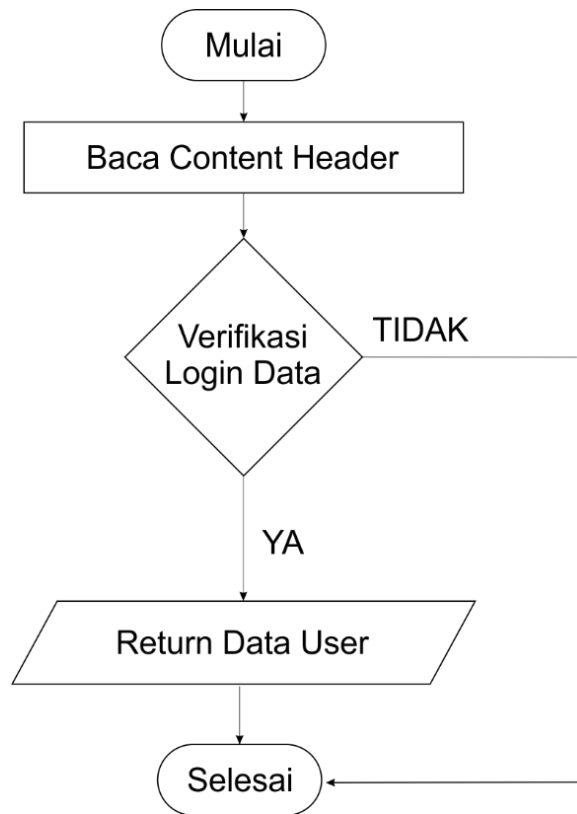 Mulai
Baca Content Header
Verifikasi
Login Data
TIDAK
YA
Return Data User
Selesai